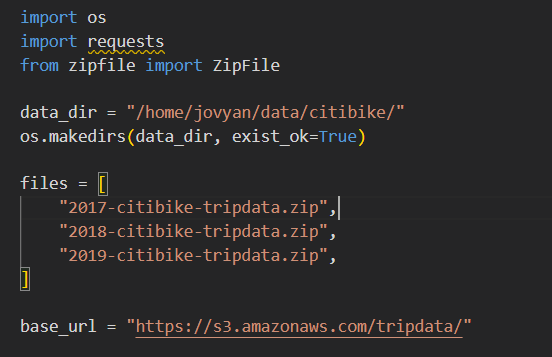 import os
import requests
from zipfile import ZipFile
data_dir = "/home/jovyan/data/citibike/"
os.makedirs(data_dir, exist_ok=True)
files = [
    "2017-citibike-tripdata.zip",
    "2018-citibike-tripdata.zip",
    "2019-citibike-tripdata.zip",
]
base_url = "https://s3.amazonaws.com/tripdata/"